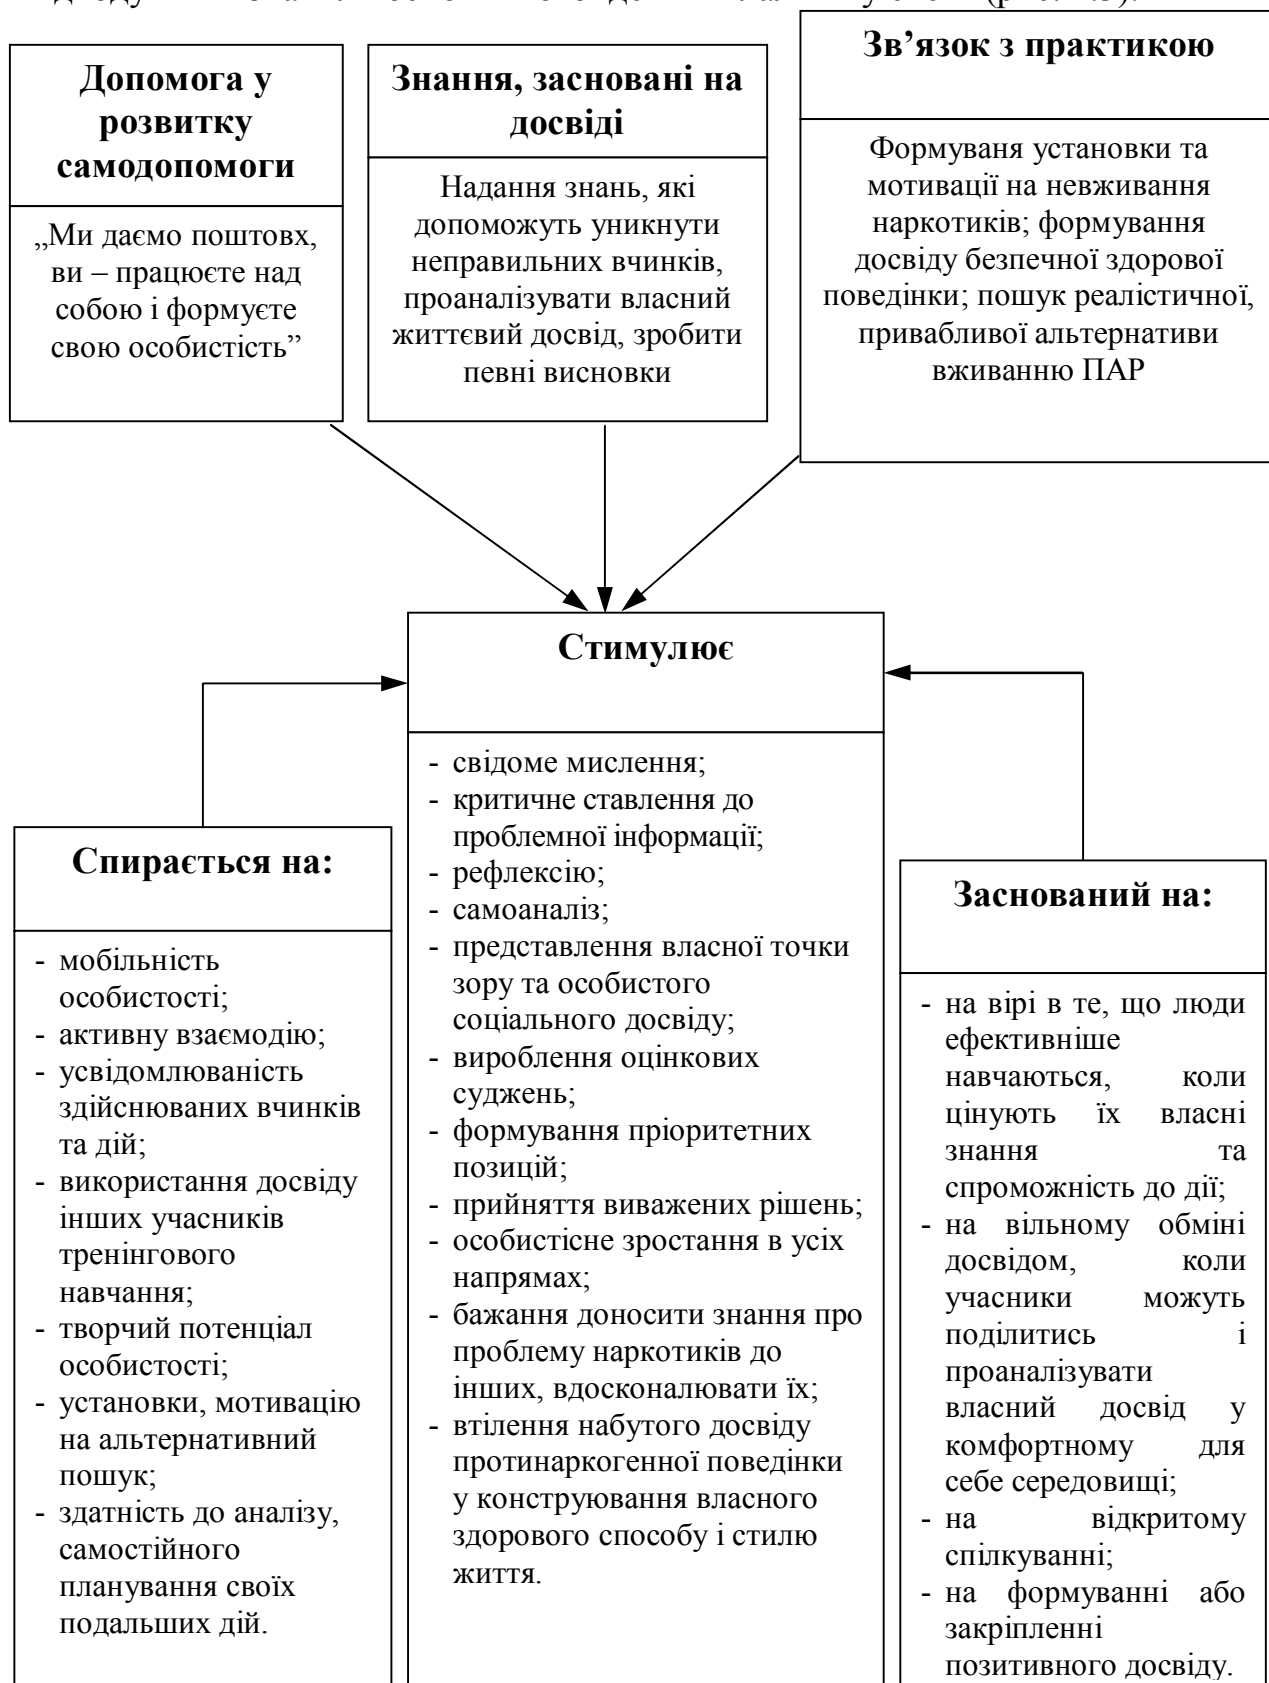 Допомога у
розвитку
самодопомоги
„Ми даємо поштовх,
ви – працюєте над
собою і формуєте
свою особистість”
Знання, засновані на
досвіді
Надання знань, які
допоможуть уникнути
неправильних вчинків,
проаналізувати власний
життєвий досвід, зробити
певні висновки
Зв’язок з практикою
Формуваня установки та
мотивації на невживання
наркотиків; формування
досвіду безпечної здорової
поведінки; пошук реалістичної,
привабливої альтернативи
вживанню ПАР
Стимулює
- свідоме мислення;
- критичне ставлення до
проблемної інформації;
- рефлексію;
- самоаналіз;
- представлення власної точки
зору та особистого
соціального досвіду;
- вироблення оцінкових
суджень;
- формування пріоритетних
позицій;
- прийняття виважених рішень;
- особистісне зростання в усіх
напрямах;
- бажання доносити знання про
проблему наркотиків до
інших, вдосконалювати їх;
- втілення набутого досвіду
протинаркогенної поведінки
у конструювання власного
здорового способу і стилю
життя.
Спирається на:
- мобільність
особистості;
- активну взаємодію;
- усвідомлюваність
здійснюваних вчинків
та дій;
- використання досвіду
інших учасників
тренінгового
навчання;
- творчий потенціал
особистості;
- установки, мотивацію
на альтернативний
пошук;
- здатність до аналізу,
самостійного
планування своїх
подальших дій.
Заснований на:
- на вірі в те, що люди
ефективніше
навчаються, коли
цінують їх власні
знання та
спроможність до дії;
- на вільному обміні
досвідом, коли
учасники можуть
поділитись і
проаналізувати
власний досвід у
комфортному для
себе середовищі;
- на відкритому
спілкуванні;
- на формуванні або
закріпленні
позитивного досвіду.